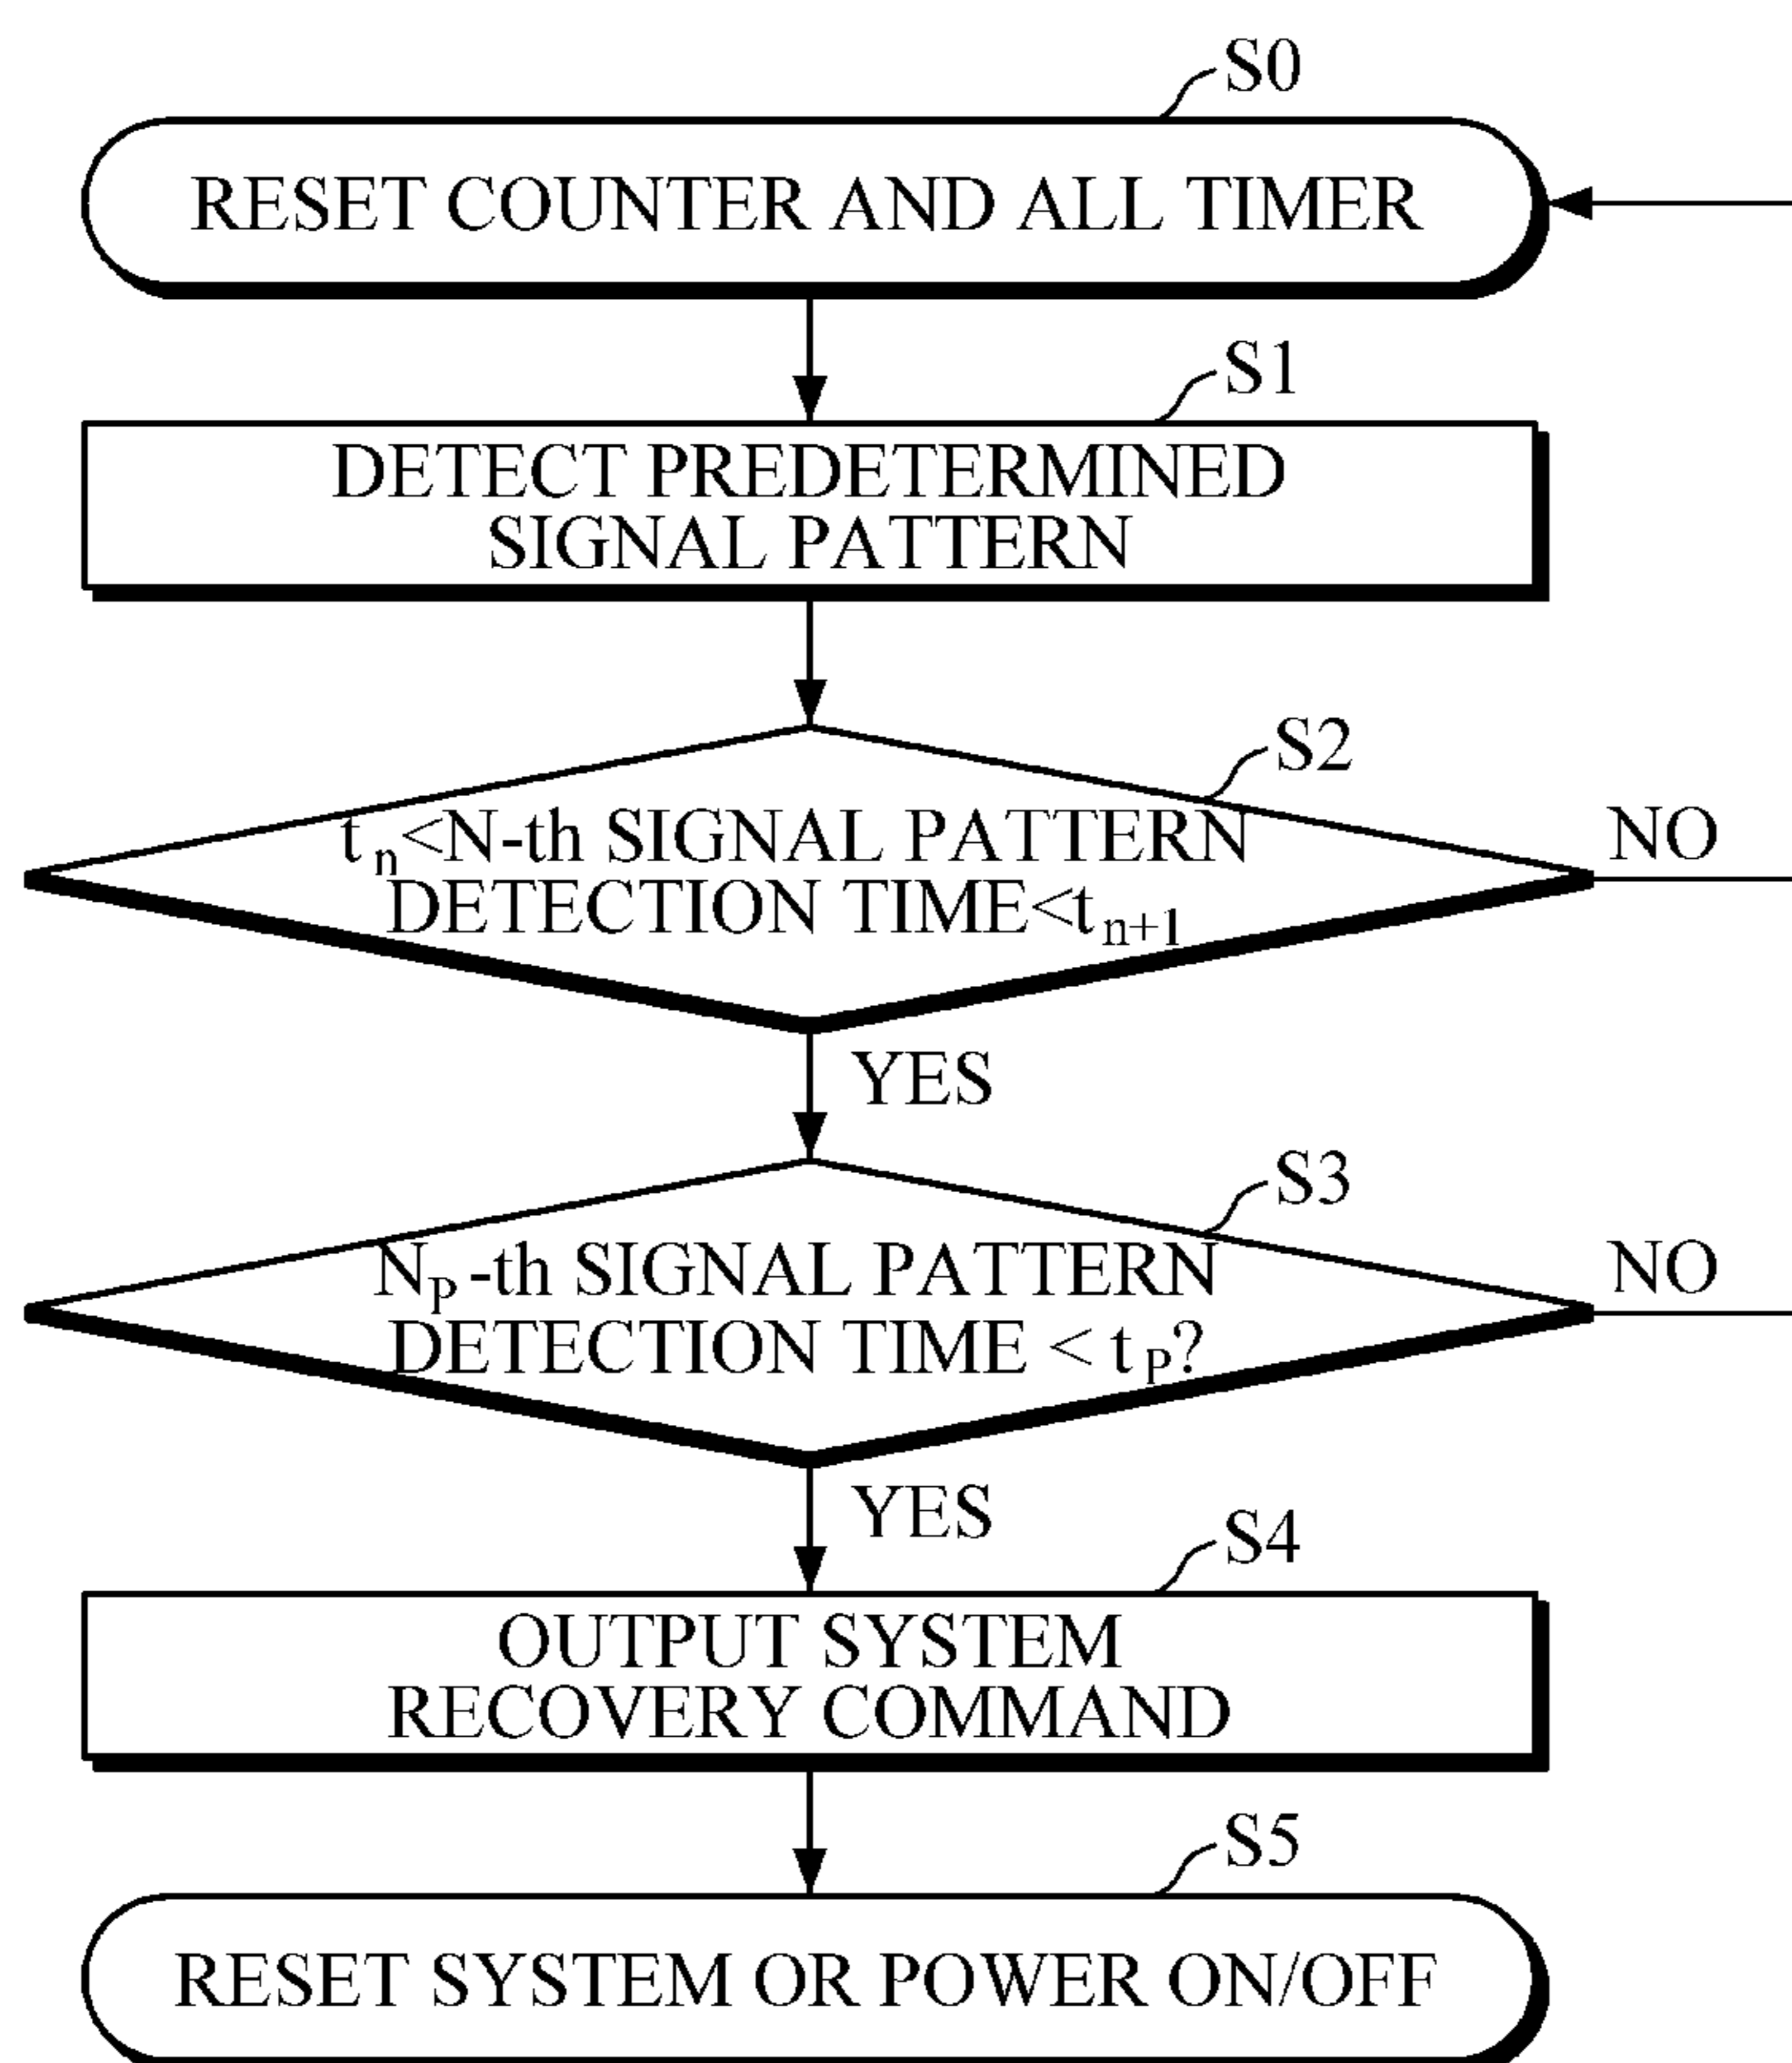 S0
RESET COUNTER AND ALL TIMER
S1
DETECT PREDETERMINED
SIGNAL PATTERN
S2
tn<N-th SIGNAL PATTERN
DETECTION TIME<tn+1
NO
YES
S3
NP-th SIGNAL PATTERN
DETECTION TIME < tP?
NO
YES
S4
OUTPUT SYSTEM
RECOVERY COMMAND
S5
RESET SYSTEM OR POWER ON/OFF